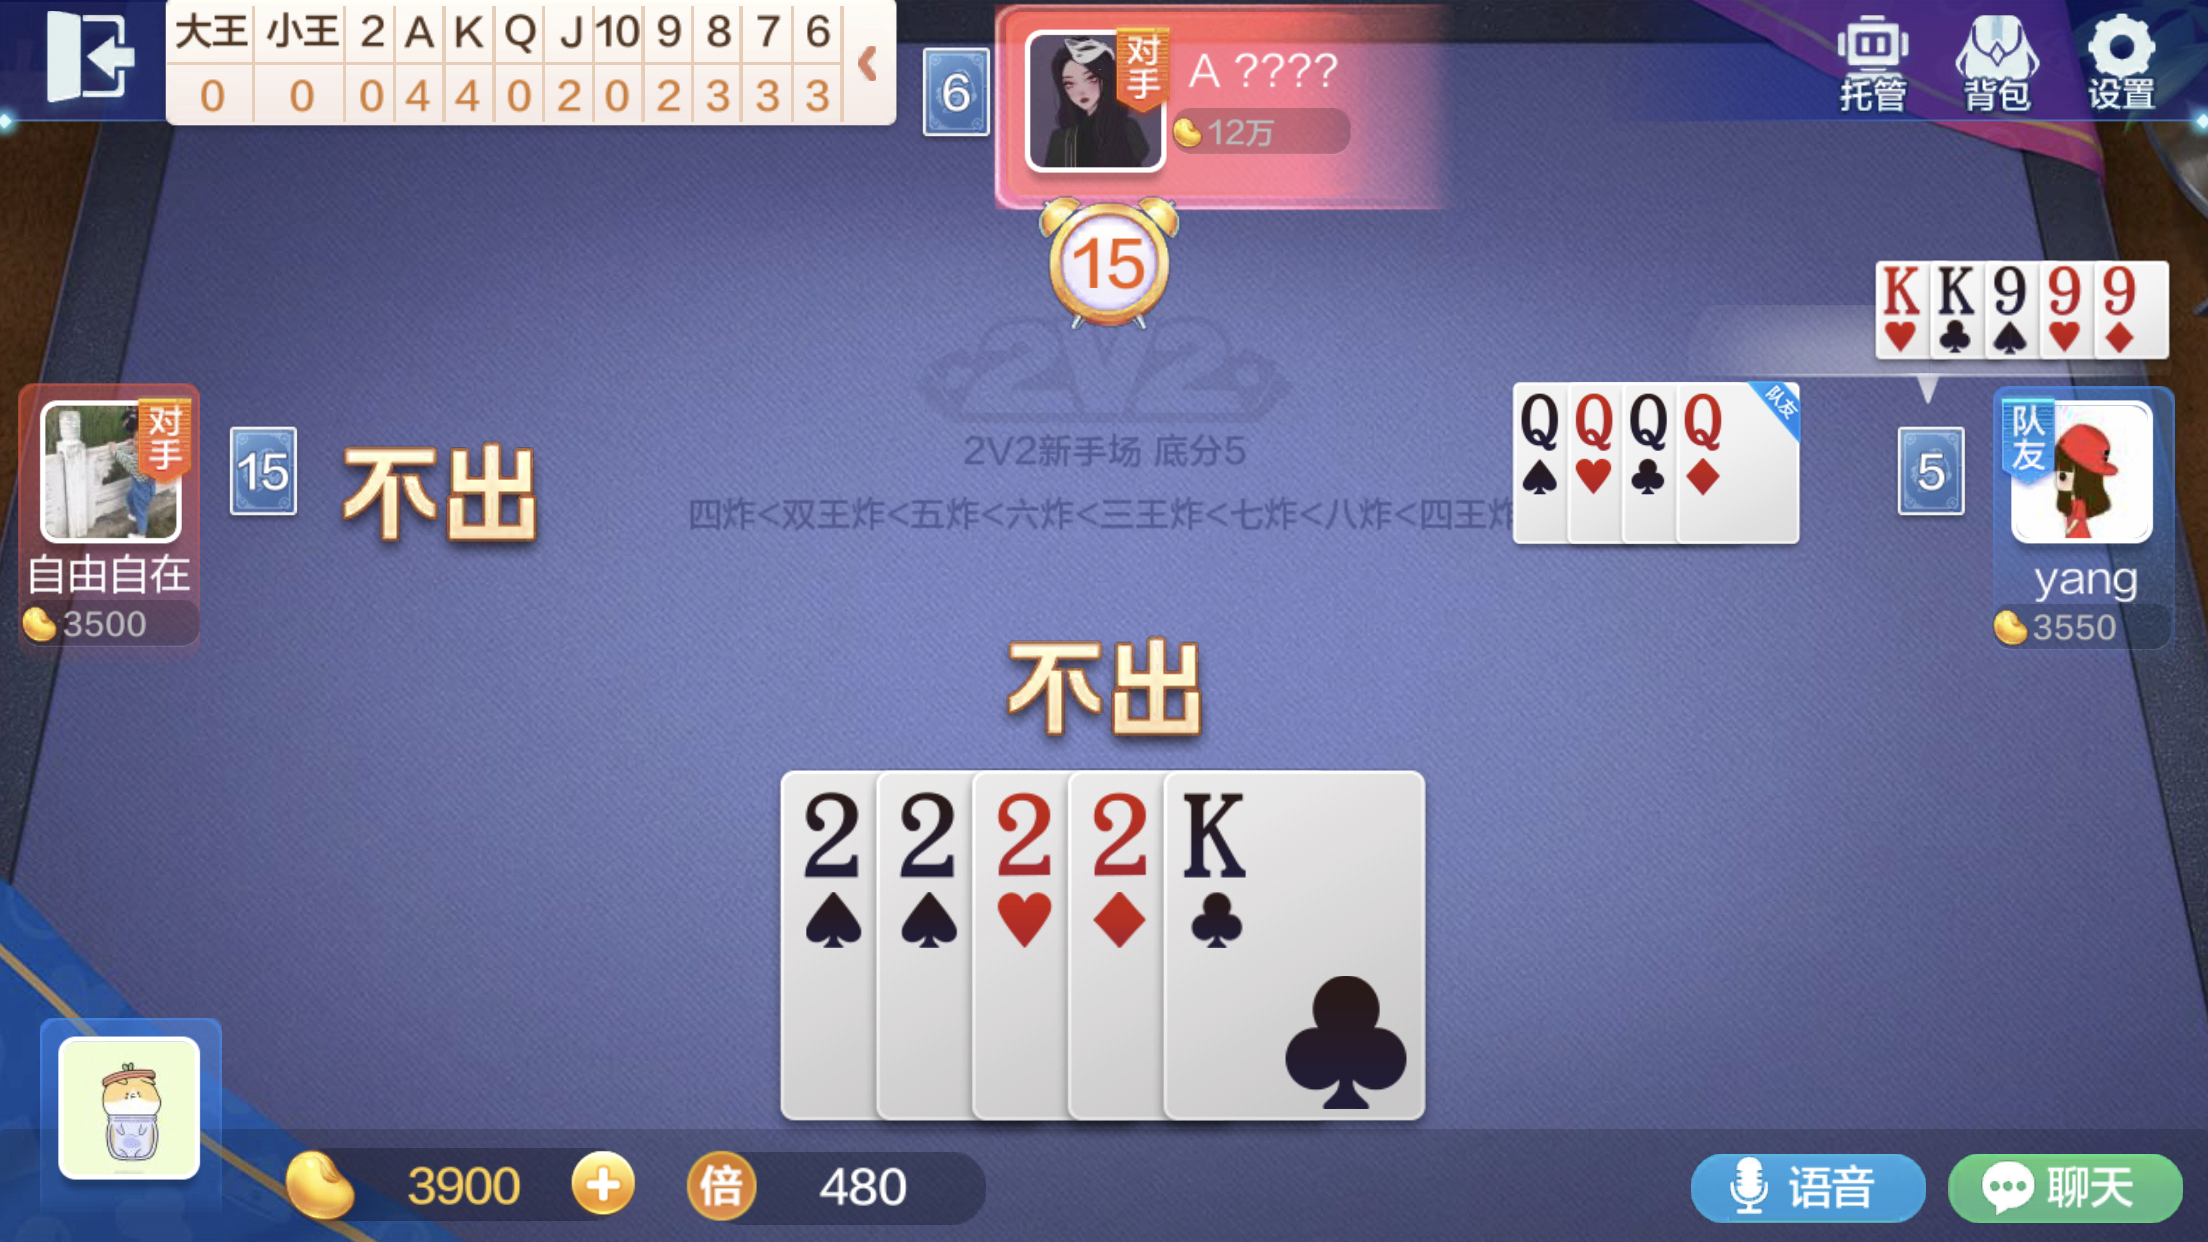 大王 小王 2 A K Q J 10 9 8 7 6
0 0 0 4 4 0 2 0 2 3 3 3
6
对手
A ????
12万
托管
背包
设置
15
K K 9 9 9
对手
15
不出
自由自在
3500
2V2
2V2新手场 底分5
四炸<双王炸<五炸<六炸<三王炸<七炸<八炸<四王炸
Q Q Q Q
队友
5
队友
yang
3550
不出
2 2 2 2 K
3900
倍
480
语音
聊天